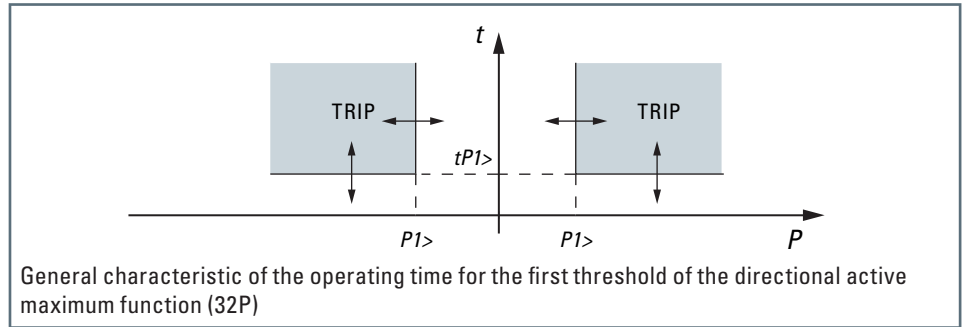 t
TRIP
TRIP
tP1>
P1>
P1>
P
General characteristic of the operating time for the first threshold of the directional active
maximum function (32P)